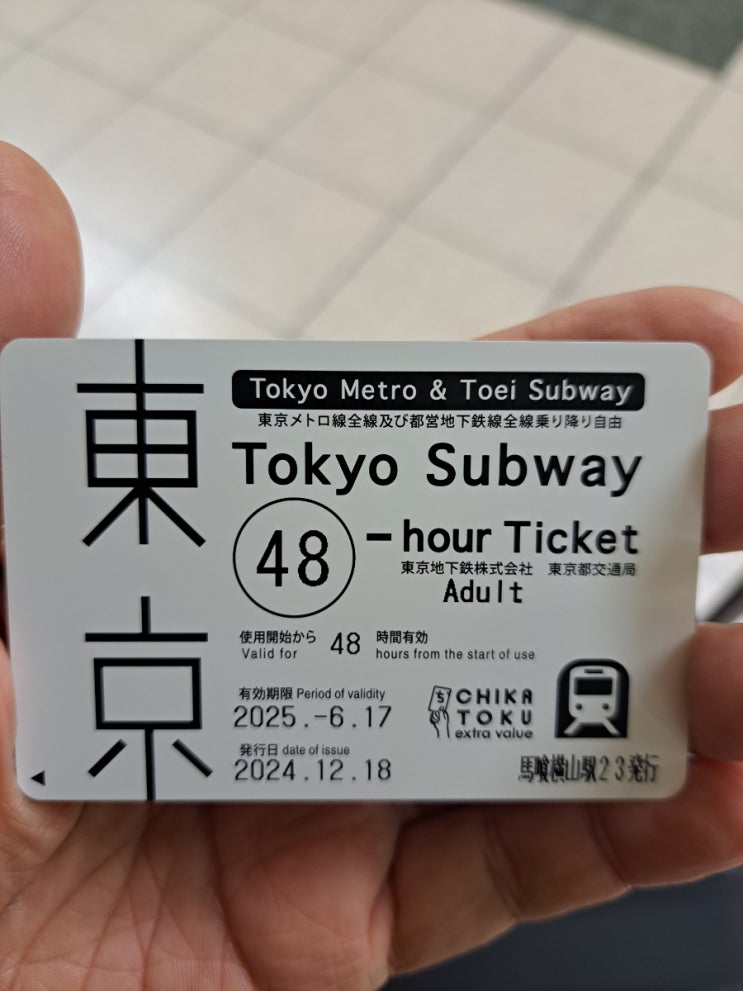 東京
Tokyo Metro & Toei Subway
東京メトロ線全線及び都営地下鉄線全線乗り降り自由
Tokyo Subway
48-hour Ticket
東京地下鉄株式会社 東京都交通局
Adult
使用開始から 48 時間有効
Valid for hours from the start of use
有効期限 Period of validity
2025.-6.17
発行日 date of issue
2024.12.18
CHIKA
TOKU
extra value
馬喰横山駅23発行